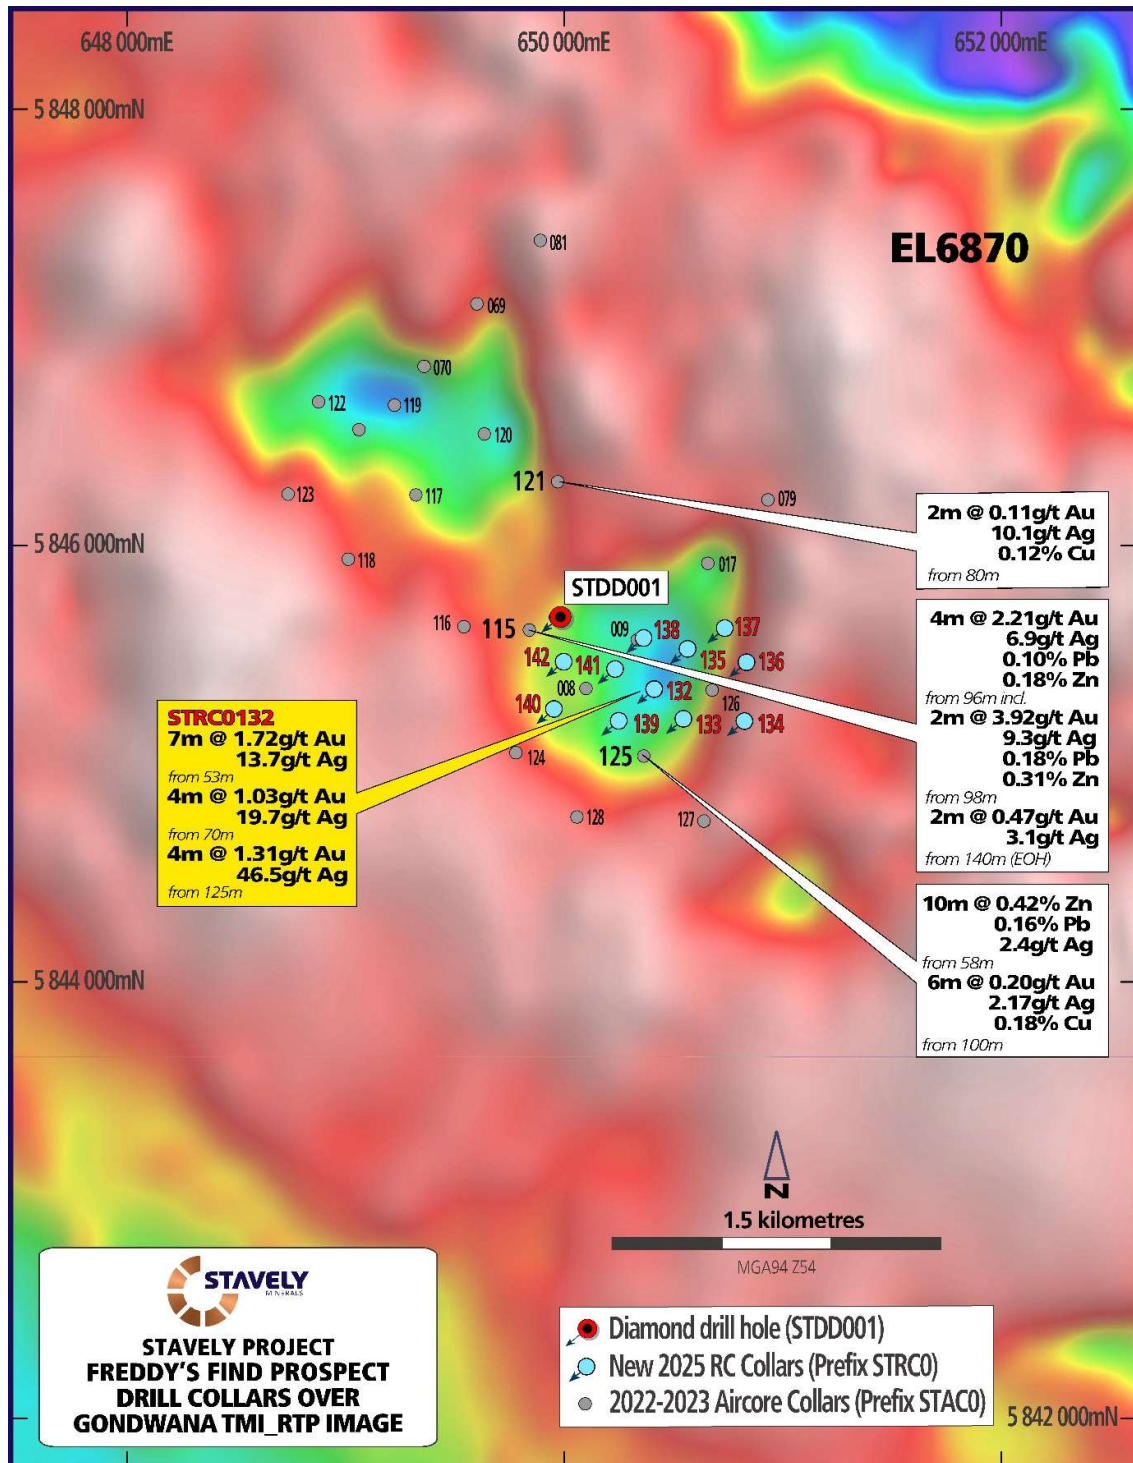 648 000mE
650 000mE
652 000mE
5 848 000mN
081
EL6870
069
070
122
119
120
121
123
117
079
2m @ 0.11g/t Au
10.1g/t Ag
0.12% Cu
from 80m
5 846 000mN
118
017
STDD001
116
115
009
138
137
142
141
135
136
008
132
126
140
139
133
134
124
125
128
127
4m @ 2.21g/t Au
6.9g/t Ag
0.10% Pb
0.18% Zn
from 96m incl.
2m @ 3.92g/t Au
9.3g/t Ag
0.18% Pb
0.31% Zn
from 98m
2m @ 0.47g/t Au
3.1g/t Ag
from 140m (EOH)
STRC0132
7m @ 1.72g/t Au
13.7g/t Ag
from 53m
4m @ 1.03g/t Au
19.7g/t Ag
from 70m
4m @ 1.31g/t Au
46.5g/t Ag
from 125m
10m @ 0.42% Zn
0.16% Pb
2.4g/t Ag
from 58m
6m @ 0.20g/t Au
2.17g/t Ag
0.18% Cu
from 100m
5 844 000mN
N
1.5 kilometres
MGA94 Z54
STAVELY
MINERALS
STAVELY PROJECT
FREDDY'S FIND PROSPECT
DRILL COLLARS OVER
GONDWANA TMI_RTP IMAGE
Diamond drill hole (STDD001)
New 2025 RC Collars (Prefix STRC0)
2022-2023 Aircore Collars (Prefix STAC0)
5 842 000mN